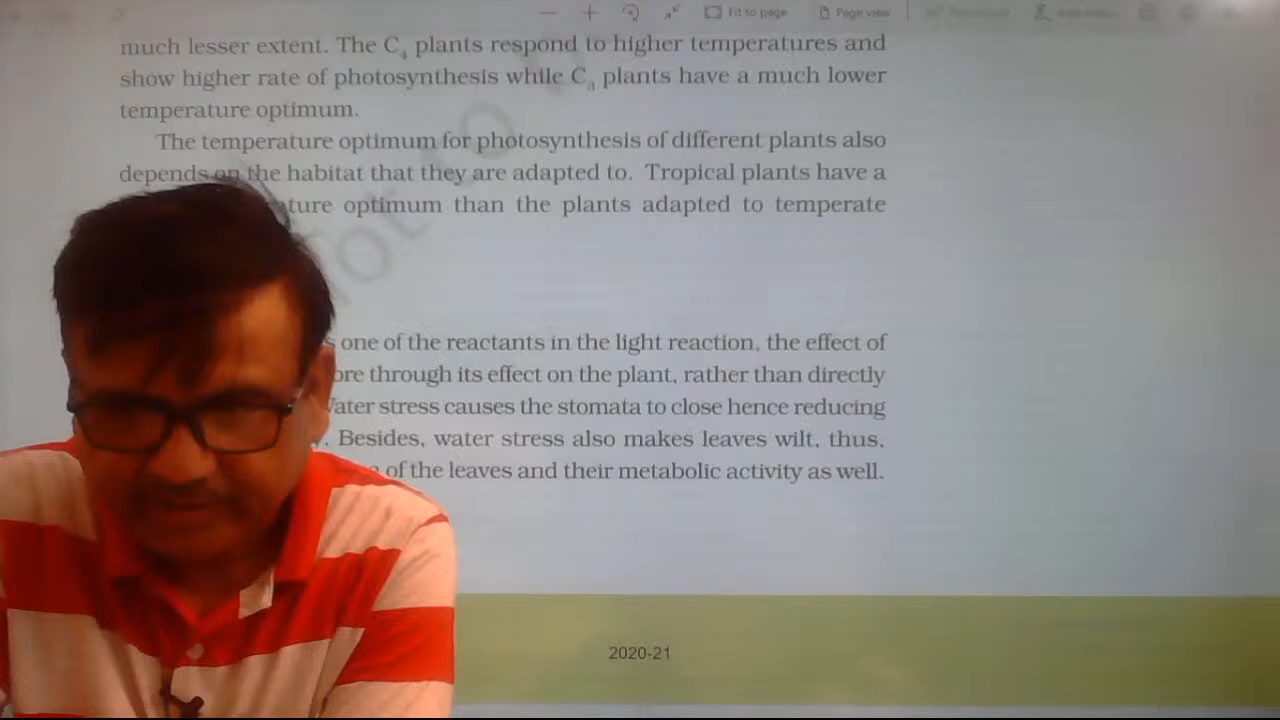 Fit to page Page view
much lesser extent. The C4 plants respond to higher temperatures and
show higher rate of photosynthesis while C3 plants have a much lower
temperature optimum.
The temperature optimum for photosynthesis of different plants also
depends on the habitat that they are adapted to. Tropical plants have a
ture optimum than the plants adapted to temperate
one of the reactants in the light reaction, the effect of
ore through its effect on the plant, rather than directly
ater stress causes the stomata to close hence reducing
Besides, water stress also makes leaves wilt, thus,
of the leaves and their metabolic activity as well.
2020-21